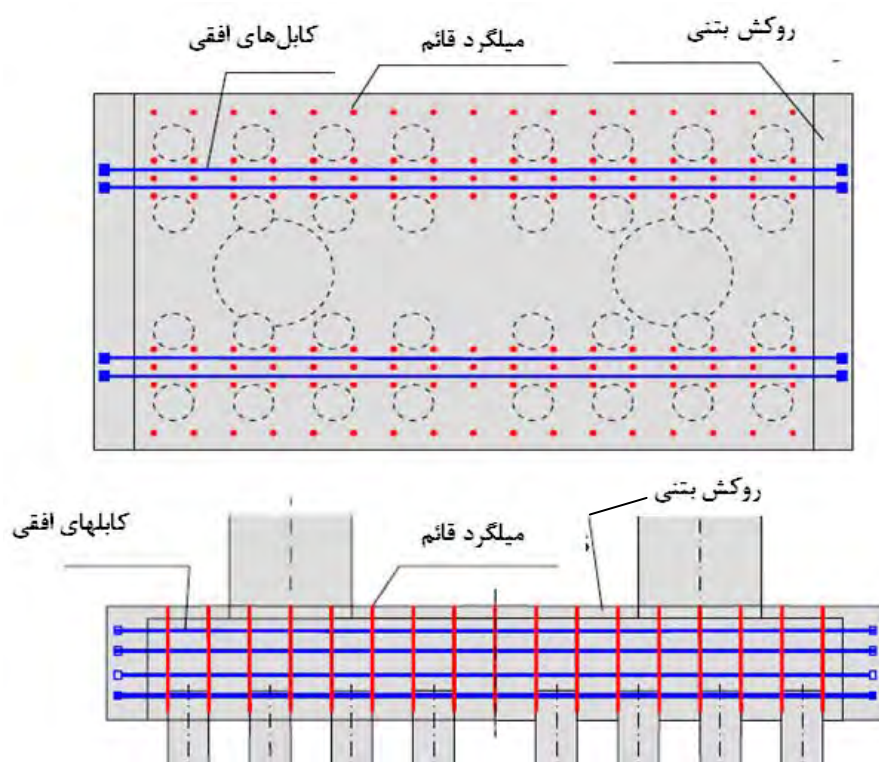 روکش بتنی
میلگرد قائم
کابل‌های افقی
روکش بتنی
میلگرد قائم
کابلهای افقی